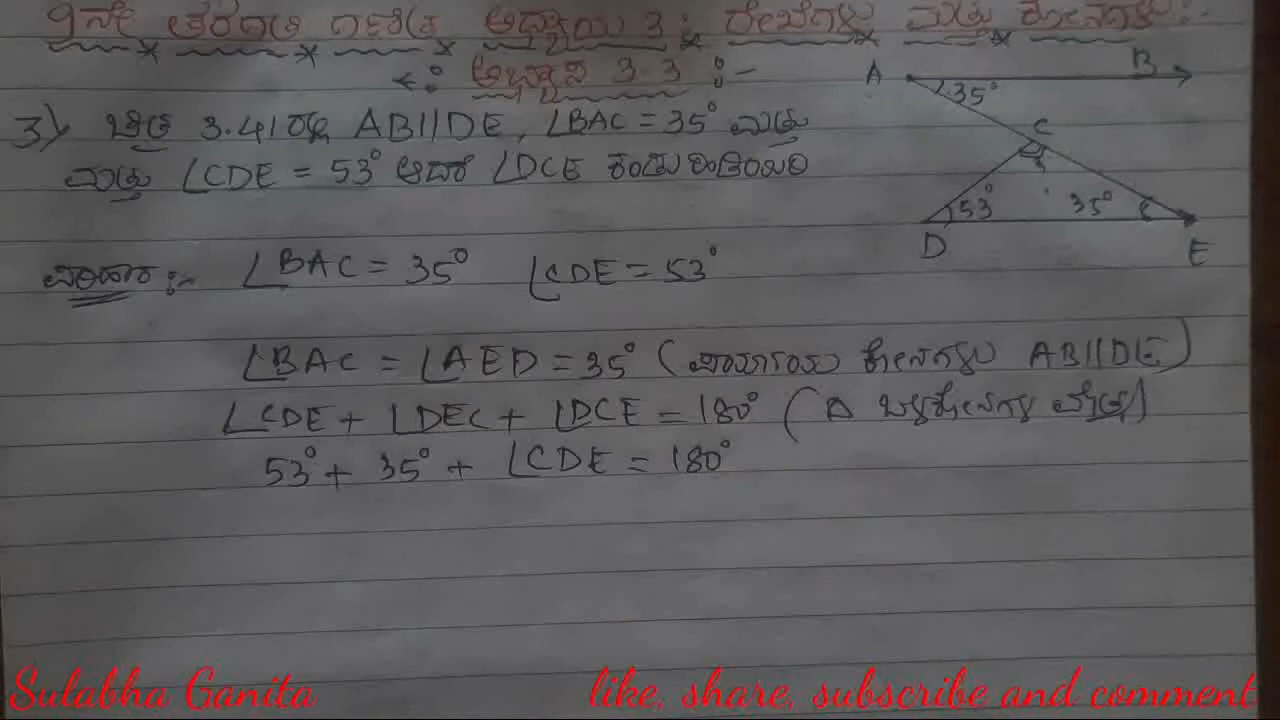 9ನೇ ತರಗತಿ ಗಣಿತ ಅಧ್ಯಾಯ 3: ರೇಖೆಗಳು ಮತ್ತು ಕೋನಗಳು :-
←: ಅಭ್ಯಾಸ 3.3 :-
3) ಚಿತ್ರ 3.41ರಲ್ಲಿ AB||DE, ∠BAC = 35° ಮತ್ತು
ಮತ್ತು ∠CDE = 53° ಆದರೆ ∠DCE ಕಂಡುಹಿಡಿಯಿರಿ
A B
35°
C
53° 35°
D E
ಪರಿಹಾರ :- ∠BAC = 35° ∠CDE = 53°
∠BAC = ∠AED = 35° ( ಕೋನಗಳು AB||DE )
∠CDE + ∠DEC + ∠DCE = 180° ( Δ )
53° + 35° + ∠CDE = 180°
Sulabha Ganita like, share, subscribe and comment